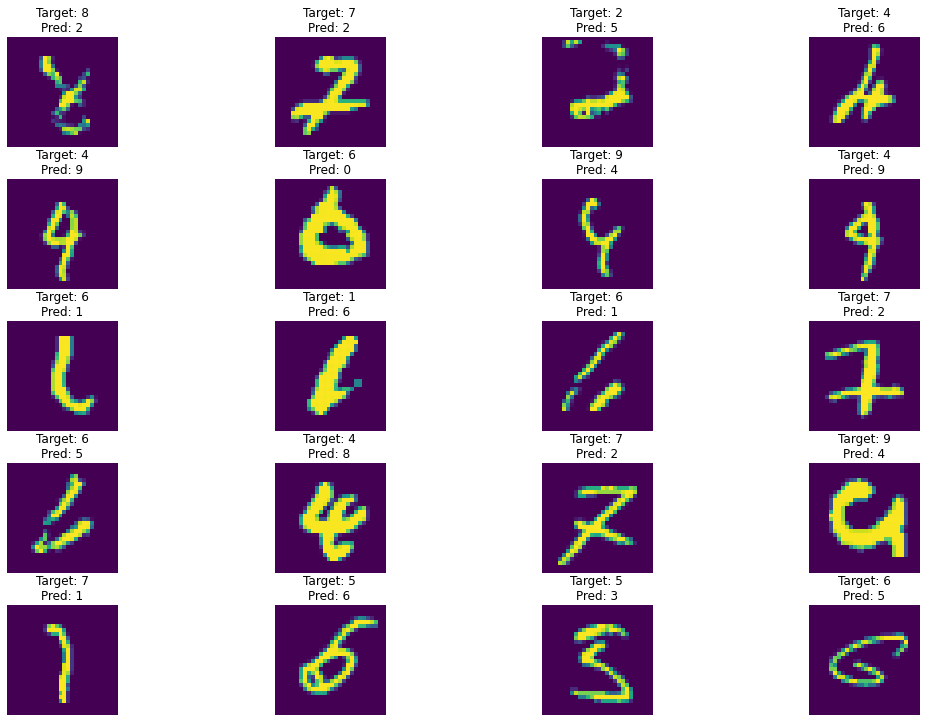 Target: 8
Pred: 2
Target: 7
Pred: 2
Target: 2
Pred: 5
Target: 4
Pred: 6
Target: 4
Pred: 9
Target: 6
Pred: 0
Target: 9
Pred: 4
Target: 4
Pred: 9
Target: 6
Pred: 1
Target: 1
Pred: 6
Target: 6
Pred: 1
Target: 7
Pred: 2
Target: 6
Pred: 5
Target: 4
Pred: 8
Target: 7
Pred: 2
Target: 9
Pred: 4
Target: 7
Pred: 1
Target: 5
Pred: 6
Target: 5
Pred: 3
Target: 6
Pred: 5